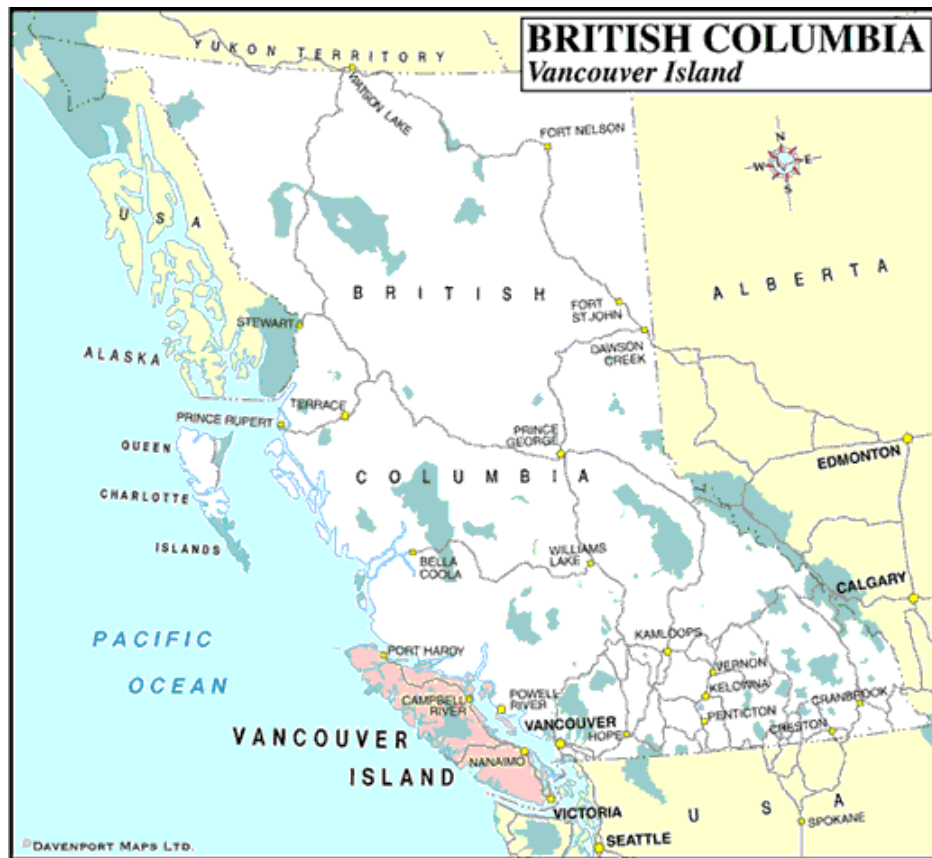 BRITISH COLUMBIA
Vancouver Island
YUKON TERRITORY
WATSON LAKE
FORT NELSON
N
W E
S
USA
ALBERTA
BRITISH
FORT
ST.JOHN
STEWART
DAWSON
CREEK
ALASKA
TERRACE
PRINCE RUPERT
PRINCE
GEORGE
QUEEN
EDMONTON
COLUMBIA
CHARLOTTE
ISLANDS
BELLA
COOLA
WILLIAMS
LAKE
CALGARY
PACIFIC
OCEAN
KAMLOOPS
PORT HARDY
VERNON
KELOWNA
CAMPBELL
RIVER
POWELL
RIVER
CRANBROOK
PENTICTON
VANCOUVER
HOPE
CRESTON
VANCOUVER
ISLAND
NANAIMO
VICTORIA
USA
SPOKANE
SEATTLE
©DAVENPORT MAPS LTD.